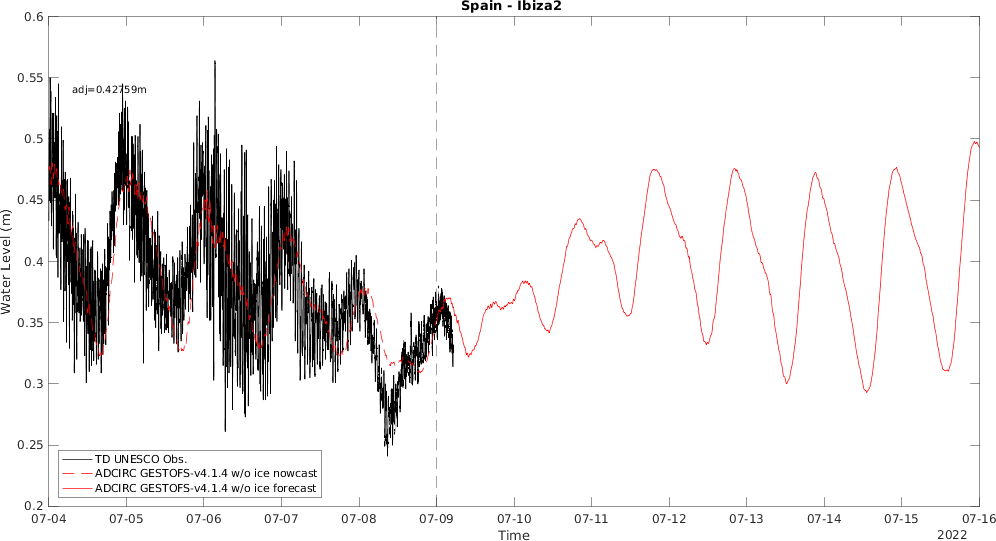 Spain - Ibiza2
0.6
0.55
0.5
0.45
0.4
0.35
0.3
0.25
0.2
Water Level (m)
adj=0.42759m
TD UNESCO Obs.
ADCIRC GESTOFS-v4.1.4 w/o ice nowcast
ADCIRC GESTOFS-v4.1.4 w/o ice forecast
07-04 07-05 07-06 07-07 07-08 07-09 07-10 07-11 07-12 07-13 07-14 07-15 07-16
Time
2022